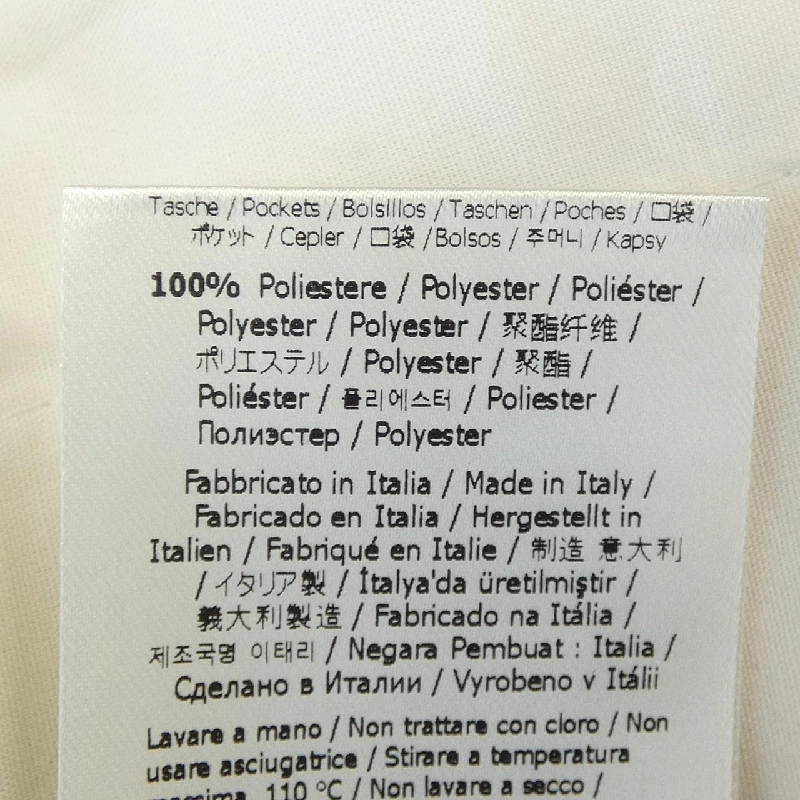 Tasche / Pockets / Bolsillos / Taschen / Poches / 口袋 /
ポケット / Cepler / 口袋 /Bolsos / 주머니 / Kapsy
100% Poliestere / Polyester / Poliéster /
Polyester / Polyester / 聚酯纤维 /
ポリエステル / Polyester / 聚酯 /
Poliéster / 폴리에스터 / Poliester /
Полиэстер / Polyester
Fabbricato in Italia / Made in Italy /
Fabricado en Italia / Hergestellt in
Italien / Fabriqué en Italie / 制造 意大利
/ イタリア製 / İtalya'da üretilmiştir /
義大利製造 / Fabricado na Itália /
제조국명 이태리 / Negara Pembuat : Italia /
Сделано в Италии / Vyrobeno v Itálii
Lavare a mano / Non trattare con cloro / Non
usare asciugatrice / Stirare a temperatura
massima 110 °C / Non lavare a secco /